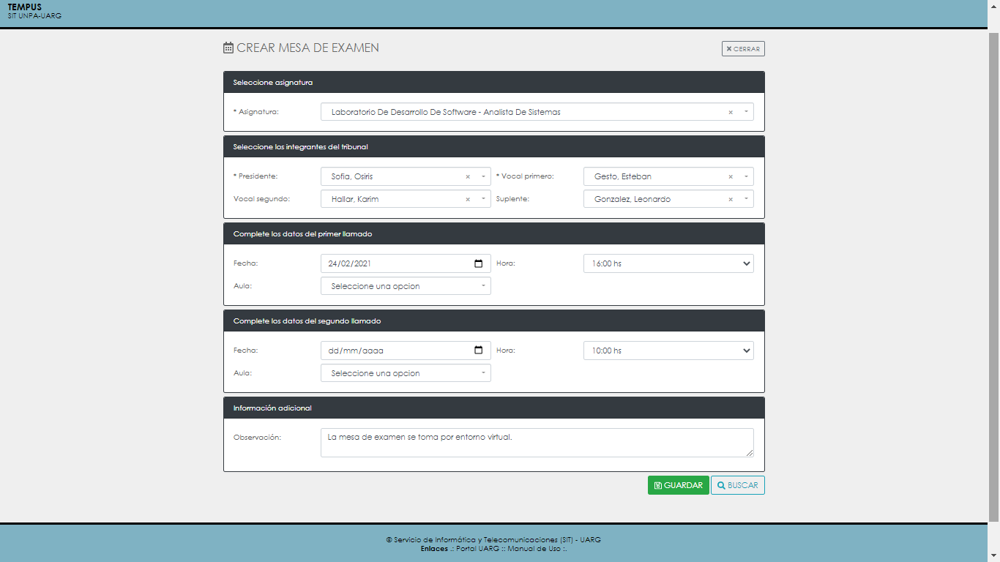 TEMPUS
SIT UNPA-UARG
CREAR MESA DE EXAMEN
× CERRAR
Seleccione asignatura
* Asignatura: Laboratorio De Desarrollo De Software - Analista De Sistemas ×
Seleccione los integrantes del tribunal
* Presidente: Sofia, Osiris × * Vocal primero: Gesto, Esteban ×
Vocal segundo: Hallar, Karim × Suplente: Gonzalez, Leonardo ×
Complete los datos del primer llamado
Fecha: 24/02/2021 Hora: 16:00 hs
Aula: Seleccione una opcion
Complete los datos del segundo llamado
Fecha: dd/mm/aaaa Hora: 10:00 hs
Aula: Seleccione una opcion
Información adicional
Observación: La mesa de examen se toma por entorno virtual.
GUARDAR BUSCAR
© Servicio de Informática y Telecomunicaciones (SIT) - UARG
Enlaces .: Portal UARG :: Manual de Uso :.